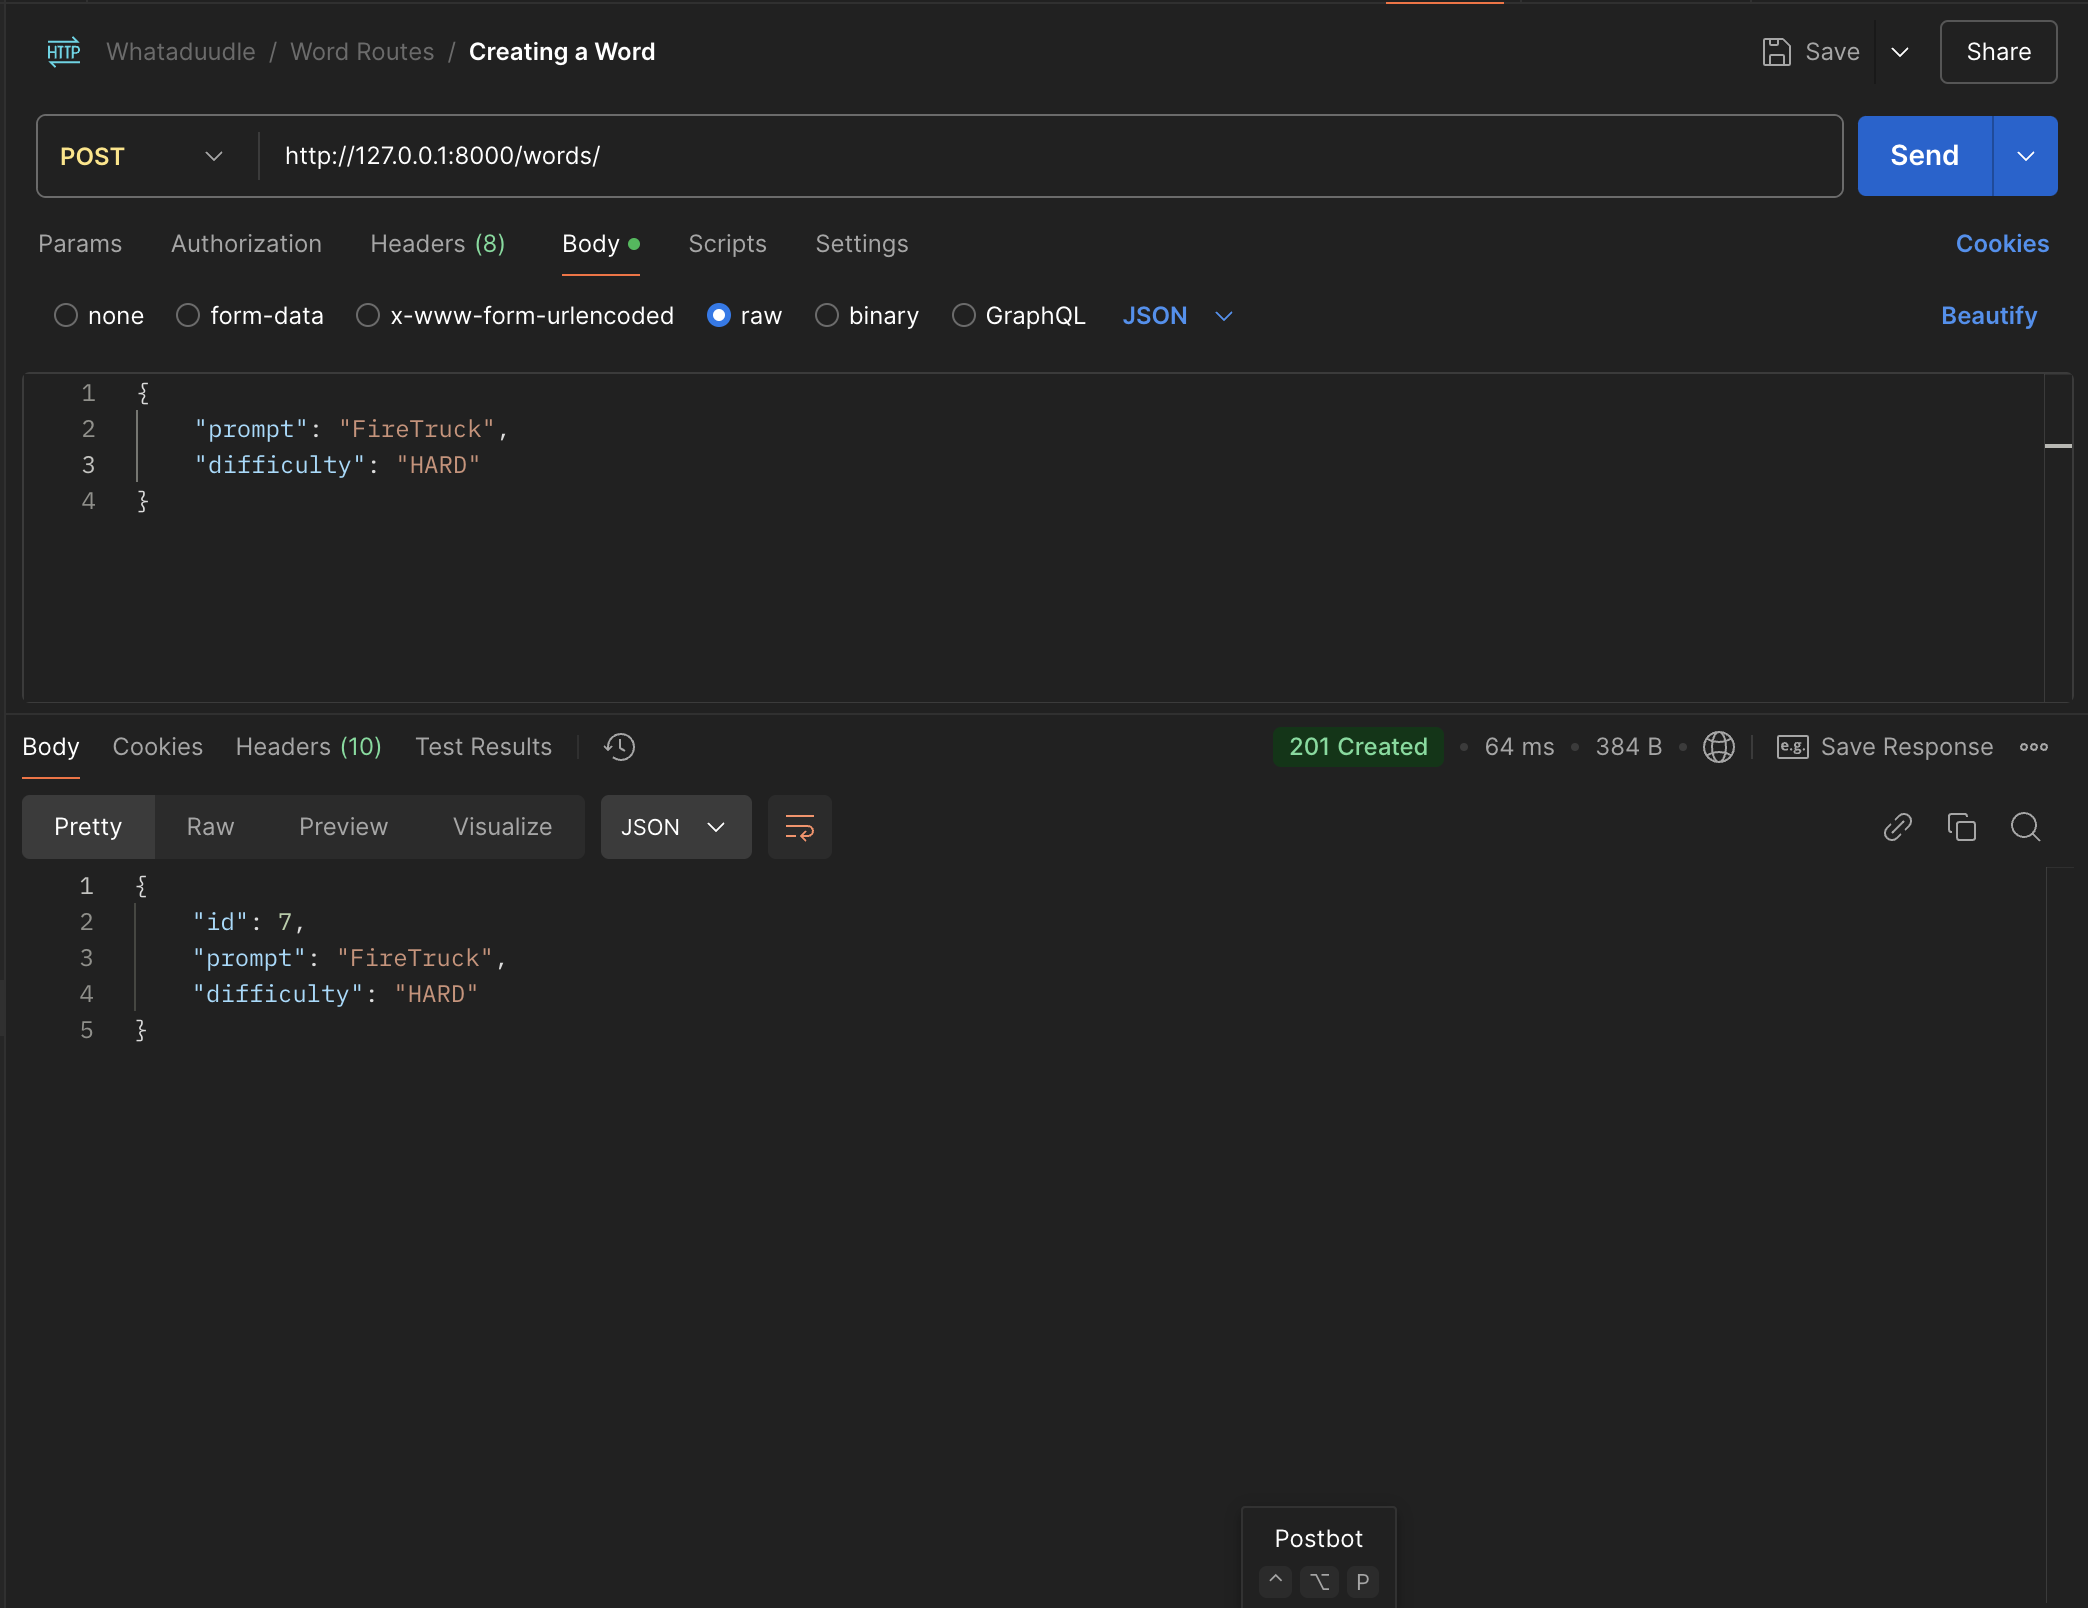 HTTP Whataduudle / Word Routes / Creating a Word Save Share
POST http://127.0.0.1:8000/words/ Send
Params Authorization Headers (8) Body Scripts Settings Cookies
none form-data x-www-form-urlencoded raw binary GraphQL JSON Beautify
1 {
2 "prompt": "FireTruck",
3 "difficulty": "HARD"
4 }
Body Cookies Headers (10) Test Results 201 Created • 64 ms • 384 B • e.g. Save Response
Pretty Raw Preview Visualize JSON
1 {
2 "id": 7,
3 "prompt": "FireTruck",
4 "difficulty": "HARD"
5 }
Postbot
^ ⌥ P